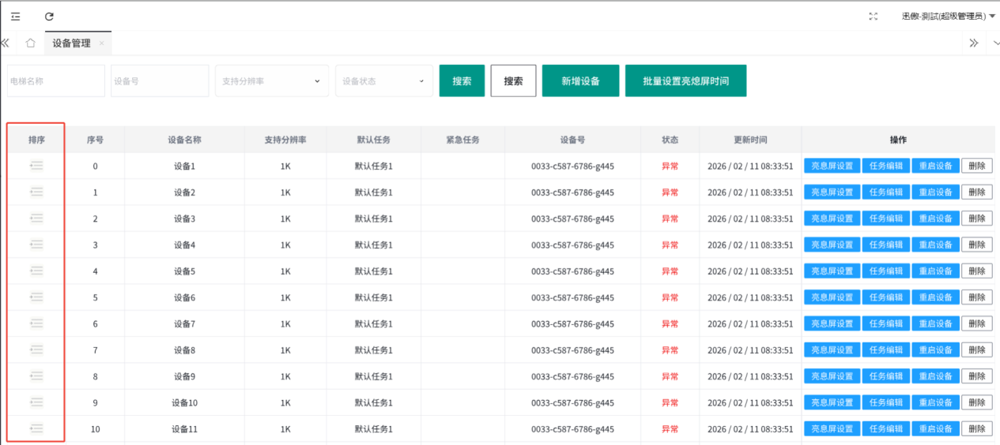 迅傲-测試(超级管理员)
设备管理
电梯名称 设备号 支持分辨率 设备状态 搜索 搜索 新增设备 批量设置亮熄屏时间
排序 序号 设备名称 支持分辨率 默认任务 紧急任务 设备号 状态 更新时间 操作
0 设备1 1K 默认任务1 0033-c587-6786-g445 异常 2026 / 02 / 11 08:33:51 亮息屏设置 任务编辑 重启设备 删除
1 设备2 1K 默认任务1 0033-c587-6786-g445 异常 2026 / 02 / 11 08:33:51 亮息屏设置 任务编辑 重启设备 删除
2 设备3 1K 默认任务1 0033-c587-6786-g445 异常 2026 / 02 / 11 08:33:51 亮息屏设置 任务编辑 重启设备 删除
3 设备4 1K 默认任务1 0033-c587-6786-g445 异常 2026 / 02 / 11 08:33:51 亮息屏设置 任务编辑 重启设备 删除
4 设备5 1K 默认任务1 0033-c587-6786-g445 异常 2026 / 02 / 11 08:33:51 亮息屏设置 任务编辑 重启设备 删除
5 设备6 1K 默认任务1 0033-c587-6786-g445 异常 2026 / 02 / 11 08:33:51 亮息屏设置 任务编辑 重启设备 删除
6 设备7 1K 默认任务1 0033-c587-6786-g445 异常 2026 / 02 / 11 08:33:51 亮息屏设置 任务编辑 重启设备 删除
7 设备8 1K 默认任务1 0033-c587-6786-g445 异常 2026 / 02 / 11 08:33:51 亮息屏设置 任务编辑 重启设备 删除
8 设备9 1K 默认任务1 0033-c587-6786-g445 异常 2026 / 02 / 11 08:33:51 亮息屏设置 任务编辑 重启设备 删除
9 设备10 1K 默认任务1 0033-c587-6786-g445 异常 2026 / 02 / 11 08:33:51 亮息屏设置 任务编辑 重启设备 删除
10 设备11 1K 默认任务1 0033-c587-6786-g445 异常 2026 / 02 / 11 08:33:51 亮息屏设置 任务编辑 重启设备 删除